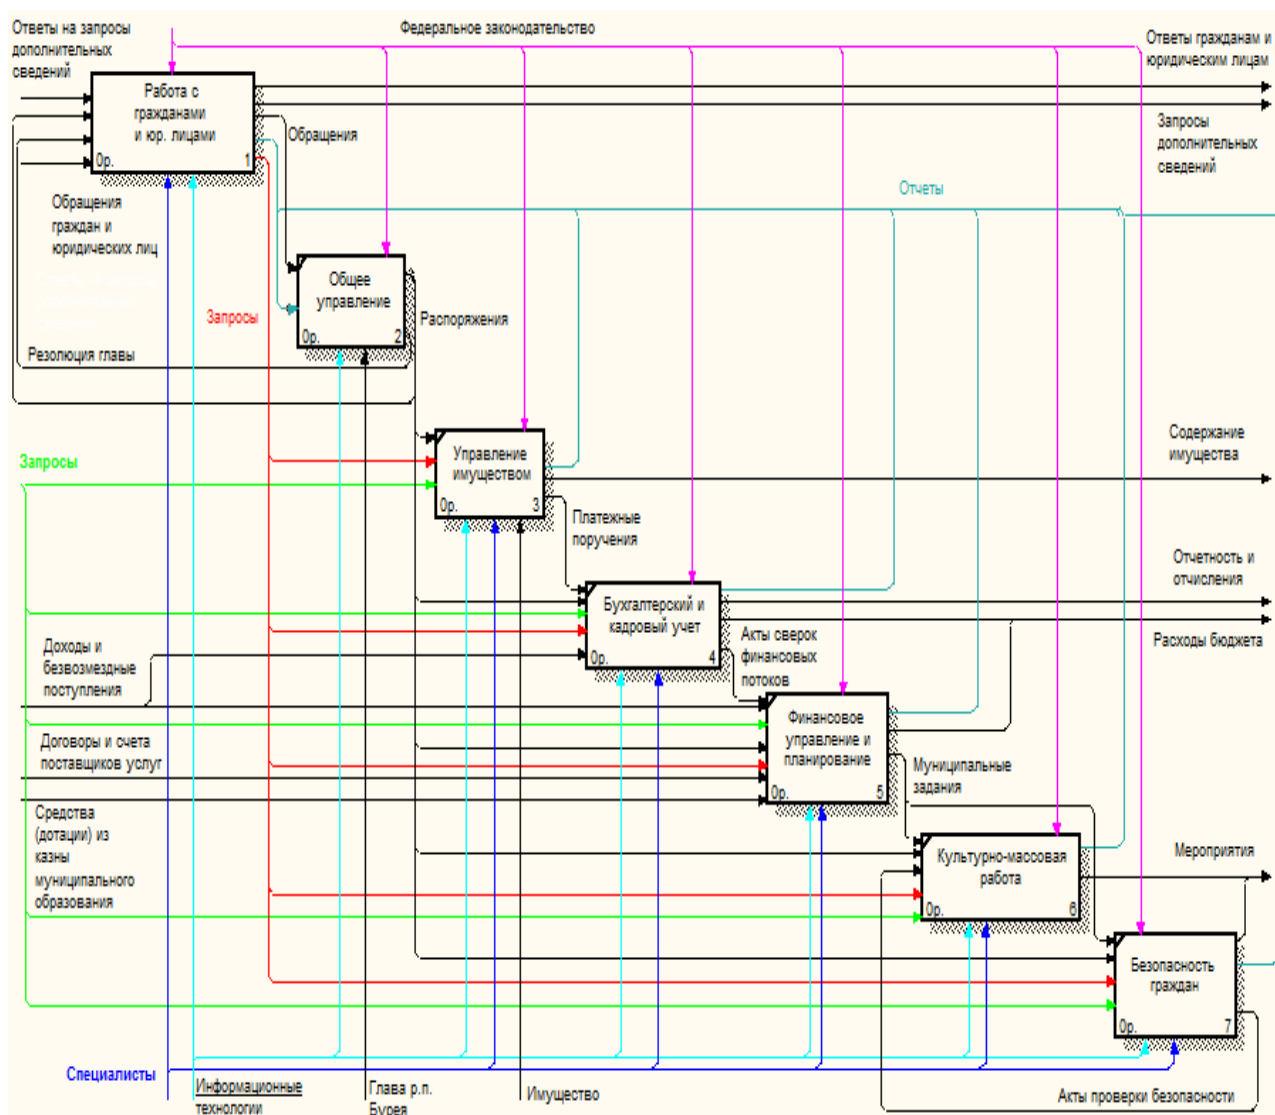 Ответы на запросы
дополнительных
сведений
Федеральное законодательство
Ответы гражданам и
юридическим лицам
Работа с
гражданами
и юр. лицами
0р.
1
Обращения
Запросы
дополнительных
сведений
Обращения
граждан и
юридических лиц
Отчеты
Общее
управление
0р.
2
Запросы
Распоряжения
Резолюция главы
Запросы
Управление
имуществом
0р.
3
Содержание
имущества
Платежные
поручения
Отчетность и
отчисления
Бухгалтерский и
кадровый учет
0р.
4
Акты сверок
финансовых
потоков
Расходы бюджета
Доходы и
безвозмездные
поступления
Финансовое
управление и
планирование
0р.
5
Договоры и счета
поставщиков услуг
Муниципальные
задания
Средства
(дотации) из
казны
муниципального
образования
Культурно-массовая
работа
0р.
6
Мероприятия
Безопасность
граждан
0р.
7
Специалисты
Информационные
технологии
Глава р.п.
Бурея
Имущество
Акты проверки безопасности